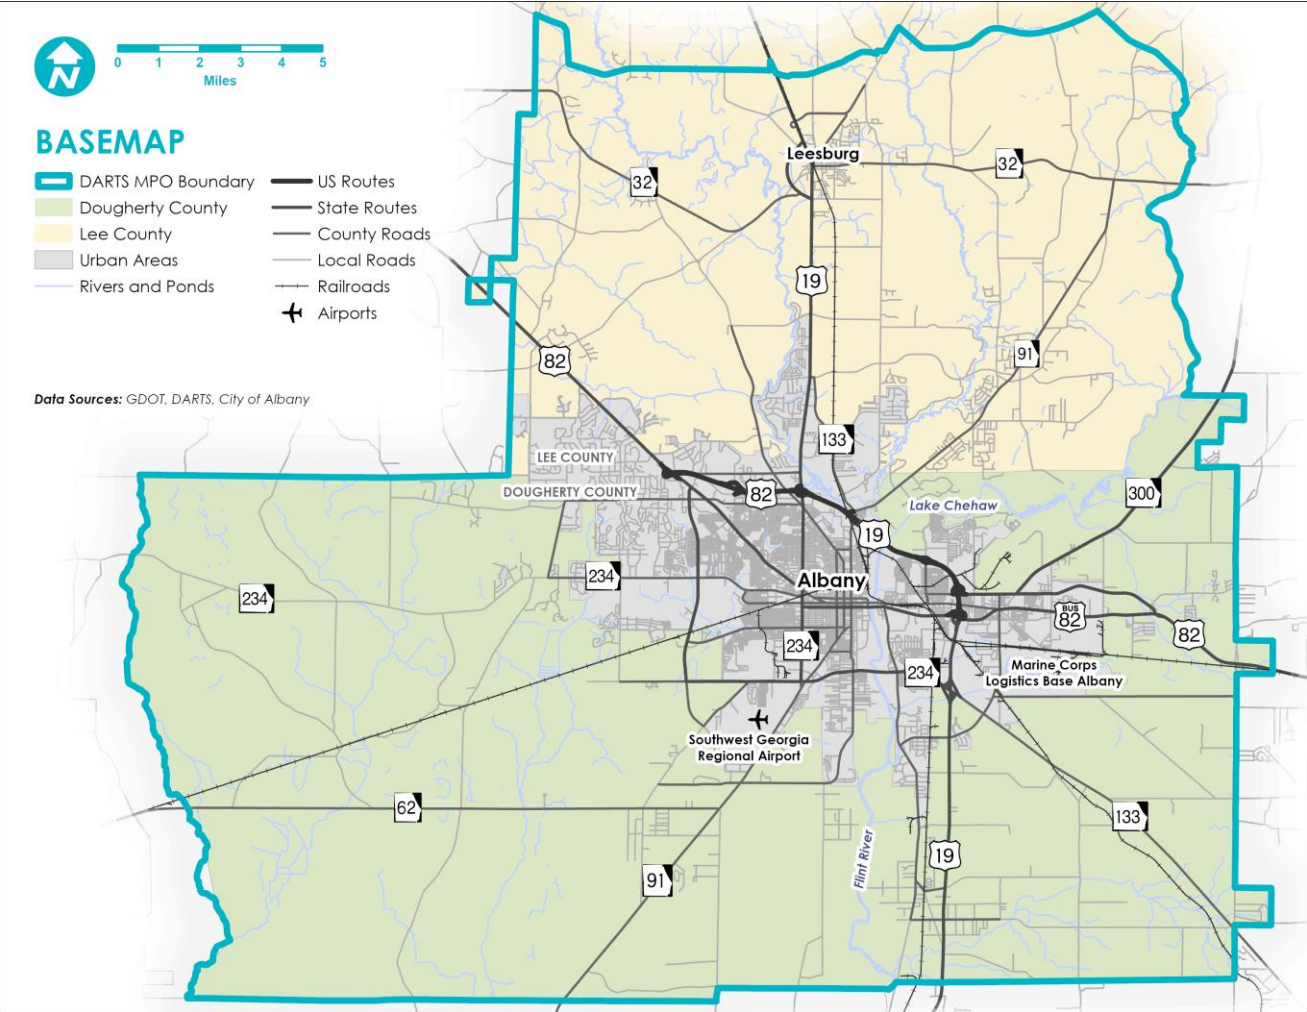 N
0 1 2 3 4 5
Miles
BASEMAP
DARTS MPO Boundary
Dougherty County
Lee County
Urban Areas
Rivers and Ponds
US Routes
State Routes
County Roads
Local Roads
Railroads
Airports
Data Sources: GDOT, DARTS, City of Albany
Leesburg
32
32
19
82
91
133
LEE COUNTY
DOUGHERTY COUNTY
82
300
Lake Chehaw
19
234
Albany
234
BUS
82
82
234
234
Marine Corps
Logistics Base Albany
Southwest Georgia
Regional Airport
62
133
Flint River
19
91